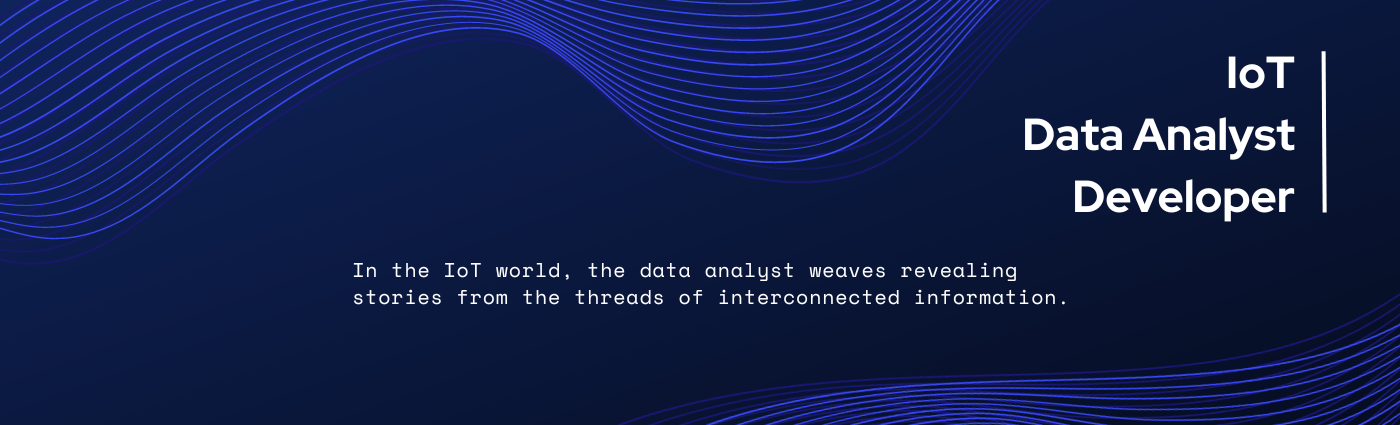 IoT
Data Analyst
Developer
In the IoT world, the data analyst weaves revealing
stories from the threads of interconnected information.